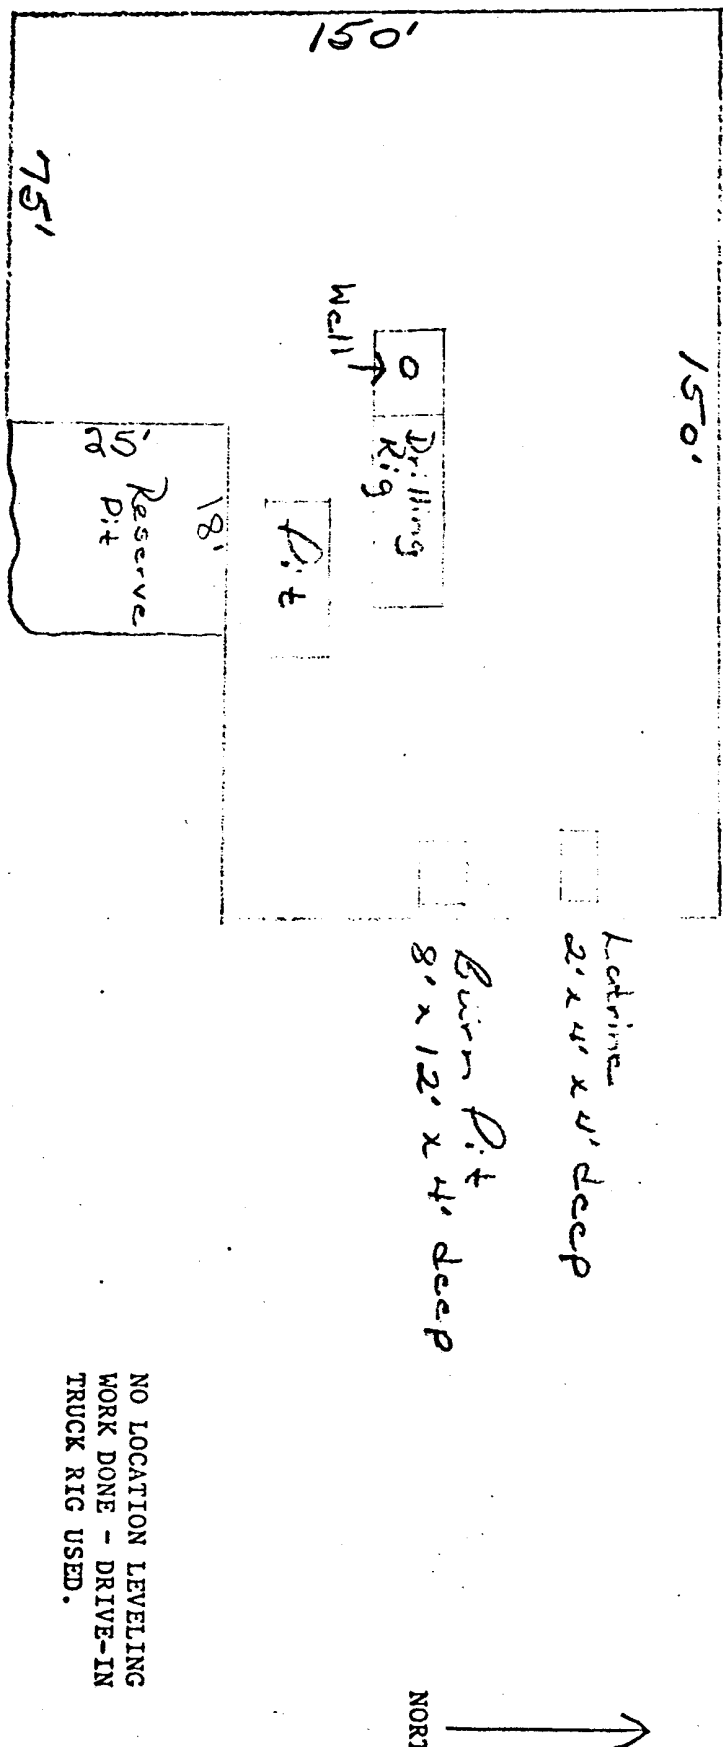 150'
150'
75'
Well
O
Drilling
Rig
Pit
25'
18'
Reserve
Pit
Latrine
2' x 4' x 4' deep
Burn Pit
8' x 12' x 4' deep
NO LOCATION LEVELING
WORK DONE - DRIVE-IN
TRUCK RIG USED.
NORT